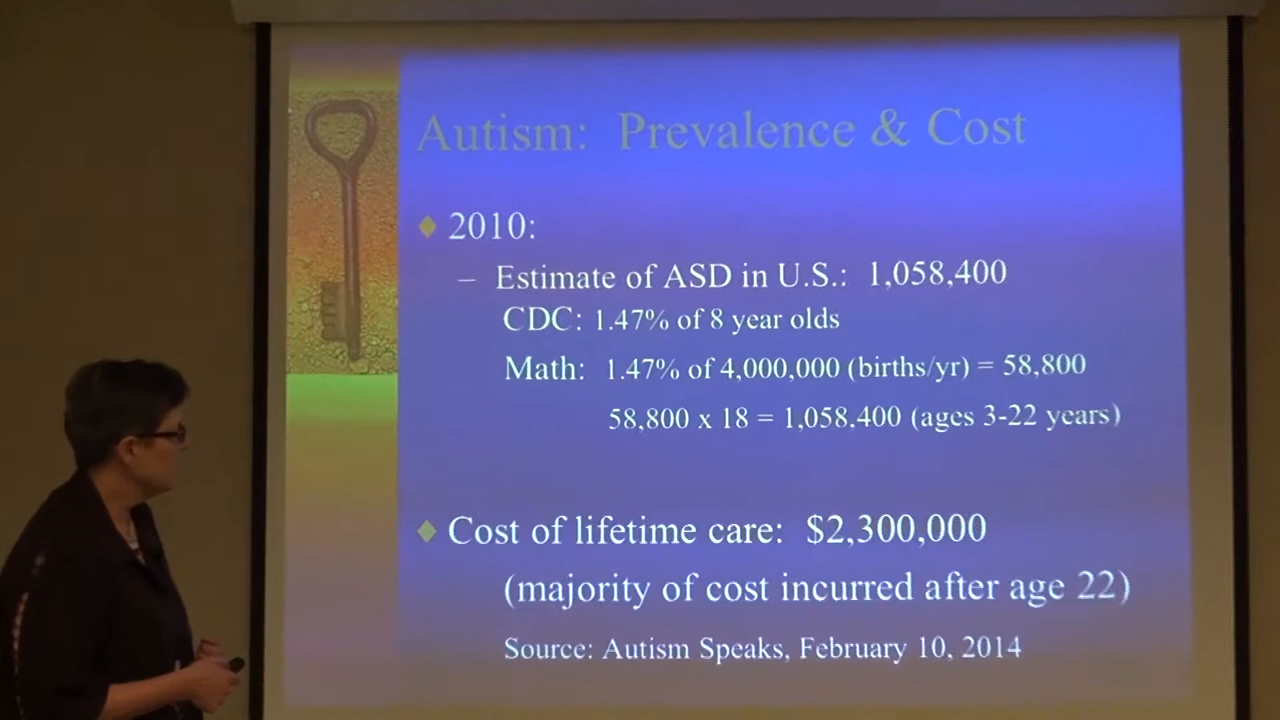 Autism: Prevalence & Cost
2010:
– Estimate of ASD in U.S.: 1,058,400
CDC: 1.47% of 8 year olds
Math: 1.47% of 4,000,000 (births/yr) = 58,800
58,800 x 18 = 1,058,400 (ages 3-22 years)
Cost of lifetime care: $2,300,000
(majority of cost incurred after age 22)
Source: Autism Speaks, February 10, 2014